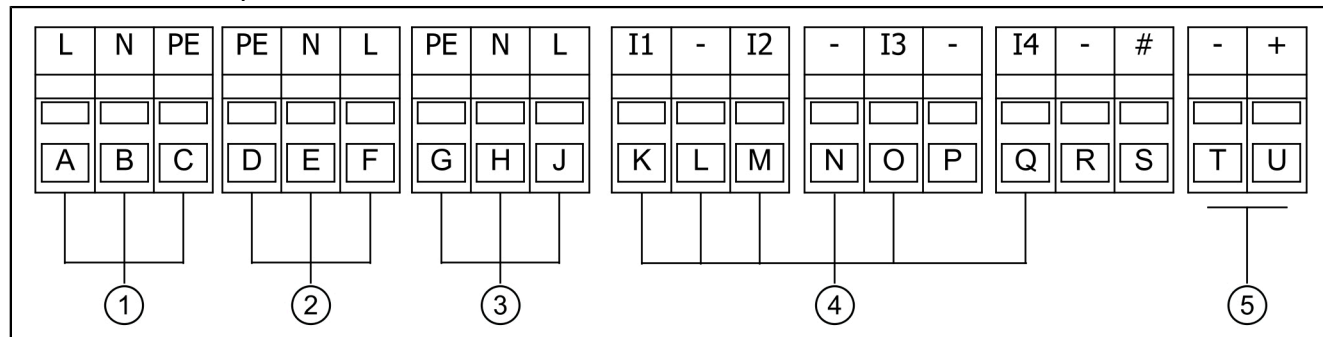 L N PE PE N L PE N L I1 - I2 - I3 - I4 - # - +
A B C D E F G H J K L M N O P Q R S T U
1 2 3 4 5